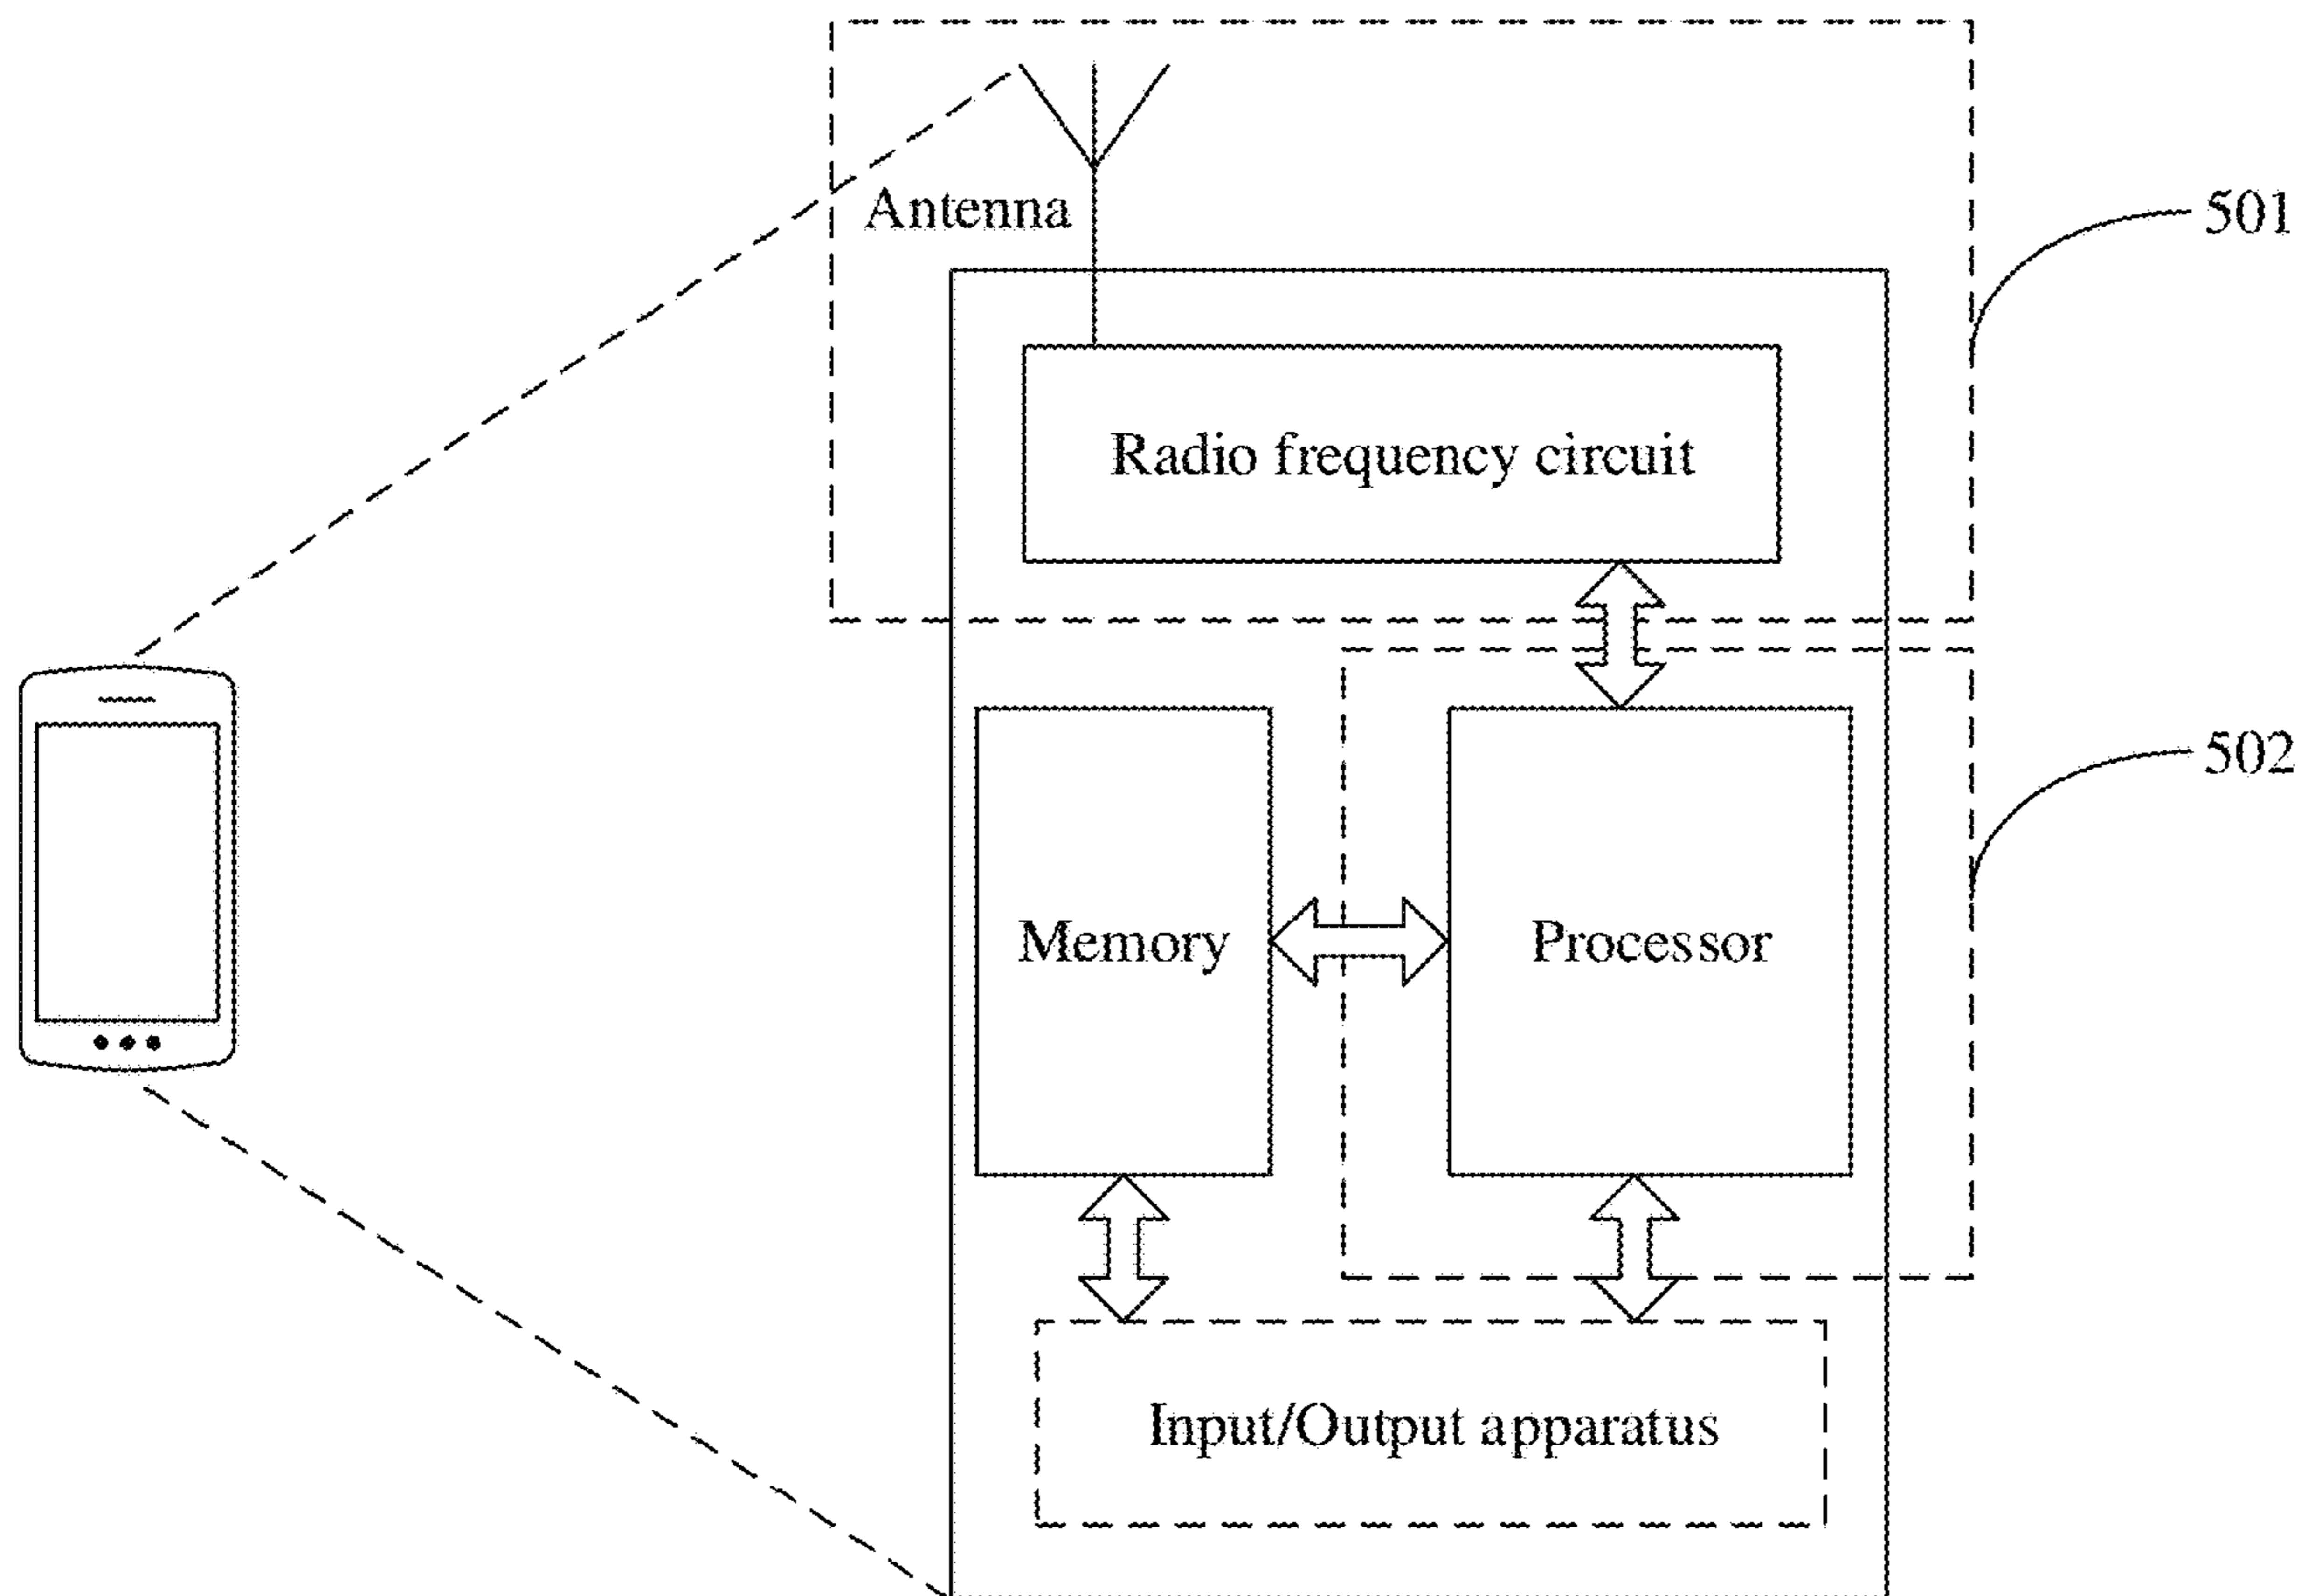 Antenna
501
Radio frequency circuit
502
Memory
Processor
Input/Output apparatus